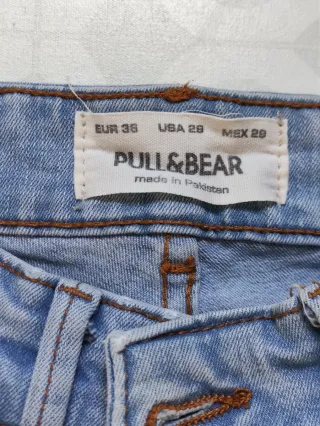 EUR 36 USA 28 MEX 28
PULL&BEAR
made in Pakistan